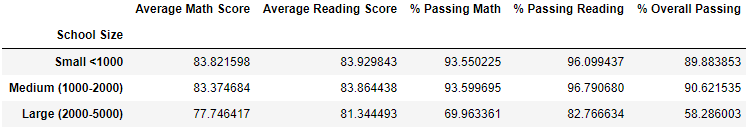 Average Math Score Average Reading Score % Passing Math % Passing Reading % Overall Passing
School Size
Small <1000 83.821598 83.929843 93.550225 96.099437 89.883853
Medium (1000-2000) 83.374684 83.864438 93.599695 96.790680 90.621535
Large (2000-5000) 77.746417 81.344493 69.963361 82.766634 58.286003